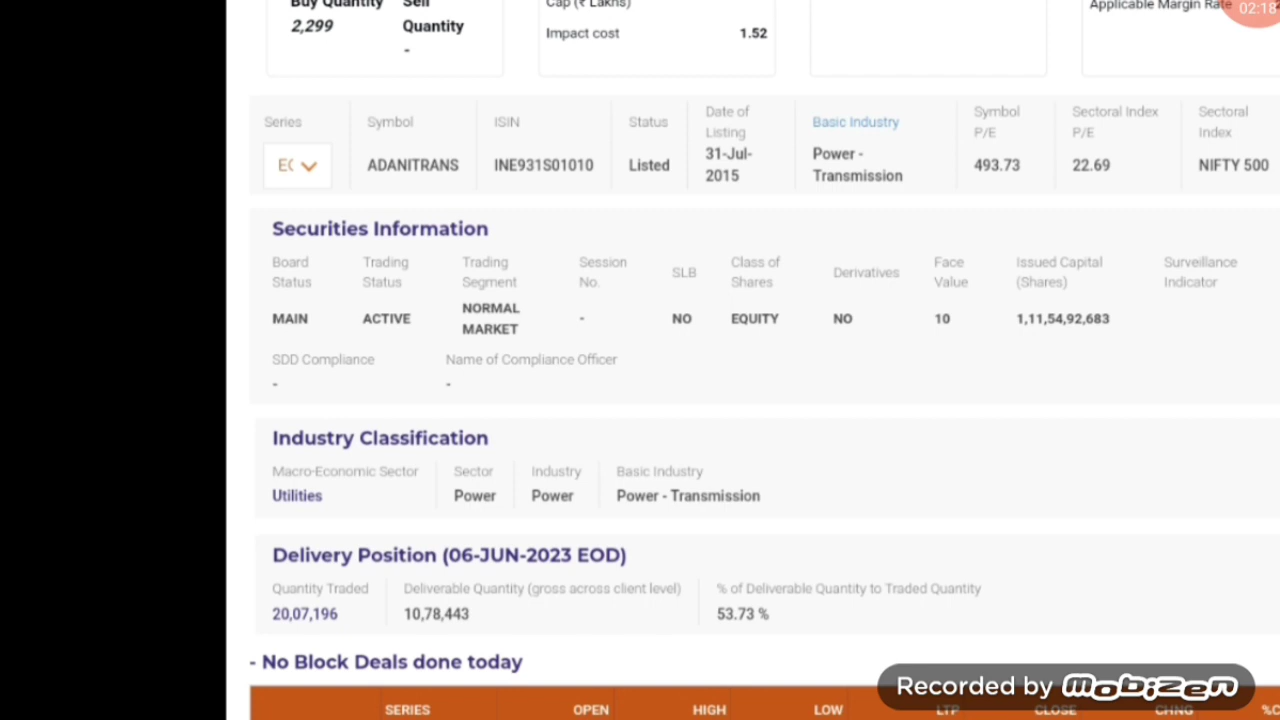 Buy Quantity Sell Quantity
2,299 -
Cap (₹ Lakhs)
Impact cost 1.52
Applicable Margin Rate
02:18
Series Symbol ISIN Status Date of Listing Basic Industry Symbol P/E Sectoral Index P/E Sectoral Index
ADANITRANS INE931S01010 Listed 31-Jul-2015 Power - Transmission 493.73 22.69 NIFTY 500
Securities Information
Board Status Trading Status Trading Segment Session No. SLB Class of Shares Derivatives Face Value Issued Capital (Shares) Surveillance Indicator
MAIN ACTIVE NORMAL MARKET - NO EQUITY NO 10 1,11,54,92,683
SDD Compliance Name of Compliance Officer
- -
Industry Classification
Macro-Economic Sector Sector Industry Basic Industry
Utilities Power Power Power - Transmission
Delivery Position (06-JUN-2023 EOD)
Quantity Traded Deliverable Quantity (gross across client level) % of Deliverable Quantity to Traded Quantity
20,07,196 10,78,443 53.73 %
- No Block Deals done today
Recorded by Mobizen
SERIES OPEN HIGH LOW LTP CLOSE CHNG